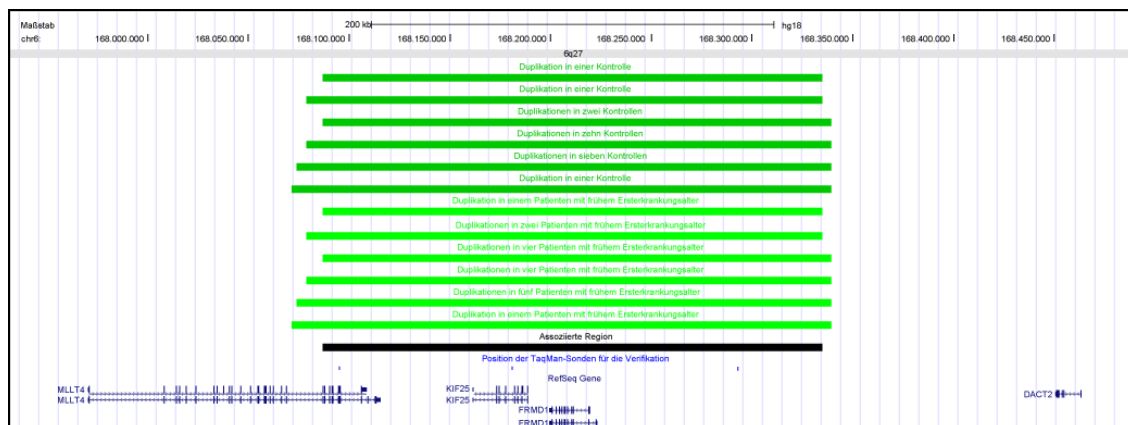 Maßstab 200 kb hg18
chr6: 168.000.000 168.050.000 168.100.000 168.150.000 168.200.000 168.250.000 168.300.000 168.350.000 168.400.000 168.450.000
6q27
Duplikation in einer Kontrolle
Duplikation in einer Kontrolle
Duplikationen in zwei Kontrollen
Duplikationen in zehn Kontrollen
Duplikationen in sieben Kontrollen
Duplikation in einer Kontrolle
Duplikation in einem Patienten mit frühem Ersterkrankungsalter
Duplikationen in zwei Patienten mit frühem Ersterkrankungsalter
Duplikationen in vier Patienten mit frühem Ersterkrankungsalter
Duplikationen in vier Patienten mit frühem Ersterkrankungsalter
Duplikationen in fünf Patienten mit frühem Ersterkrankungsalter
Duplikation in einem Patienten mit frühem Ersterkrankungsalter
Assoziierte Region
Position der TaqMan-Sonden für die Verifikation
RefSeq Gene
MLLT4 KIF25 DACT2
MLLT4 KIF25
FRMD1
FRMD1